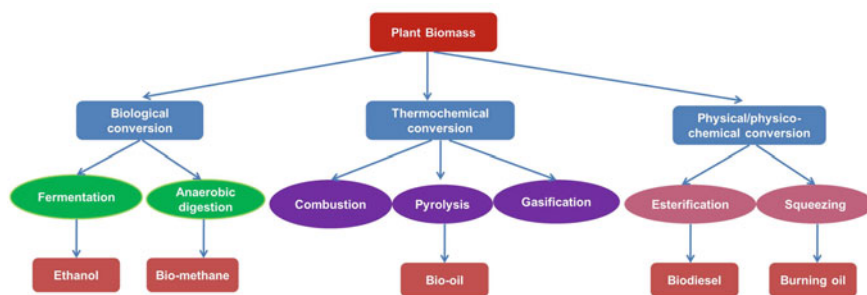 Plant Biomass
Biological
conversion
Thermochemical
conversion
Physical/physico-
chemical conversion
Fermentation
Anaerobic
digestion
Combustion
Pyrolysis
Gasification
Esterification
Squeezing
Ethanol
Bio-methane
Bio-oil
Biodiesel
Burning oil